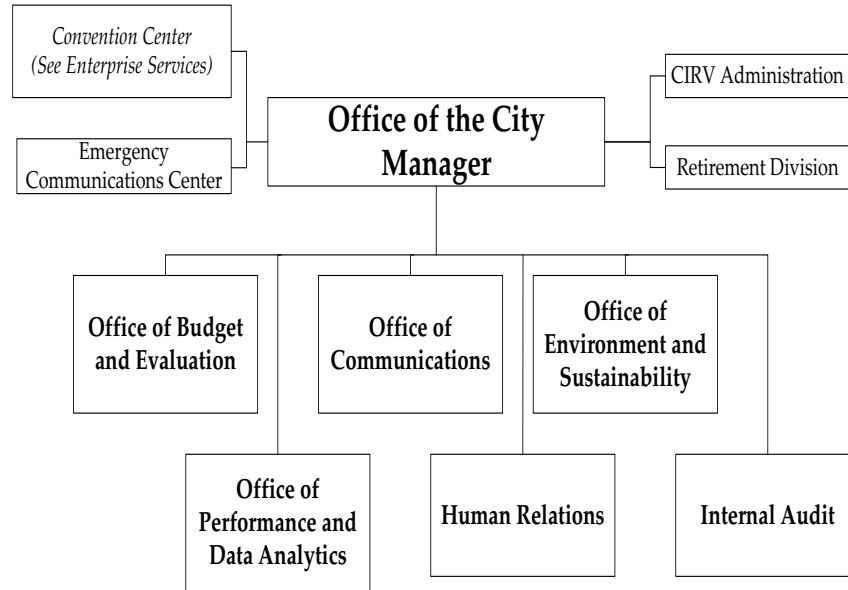 Convention Center
(See Enterprise Services)
CIRV Administration
Office of the City
Manager
Emergency
Communications Center
Retirement Division
Office of Budget
and Evaluation
Office of
Communications
Office of
Environment and
Sustainability
Office of
Performance and
Data Analytics
Human Relations
Internal Audit